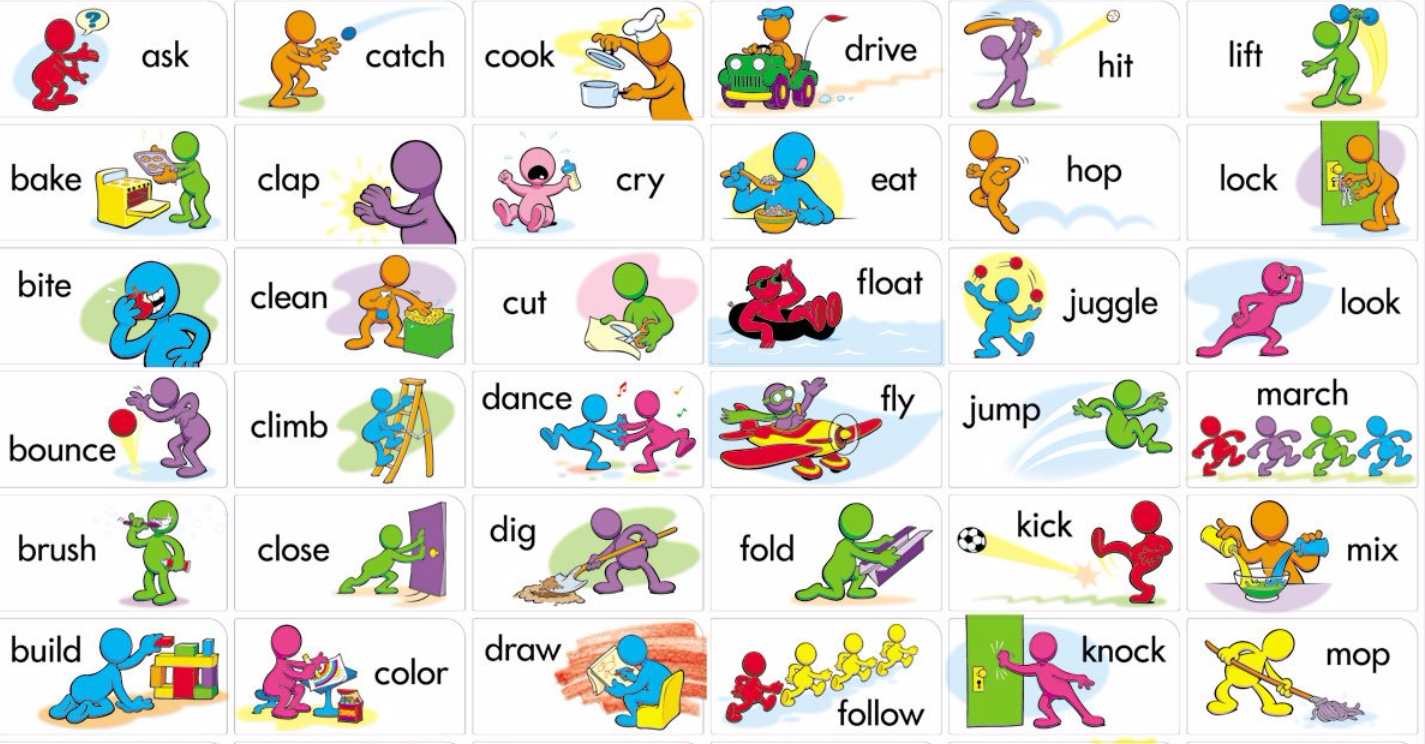 ?
ask
catch
cook
drive
hit
lift
bake
clap
cry
eat
hop
lock
bite
clean
cut
float
juggle
look
bounce
climb
dance
fly
jump
march
brush
close
dig
fold
kick
mix
build
color
draw
follow
knock
mop